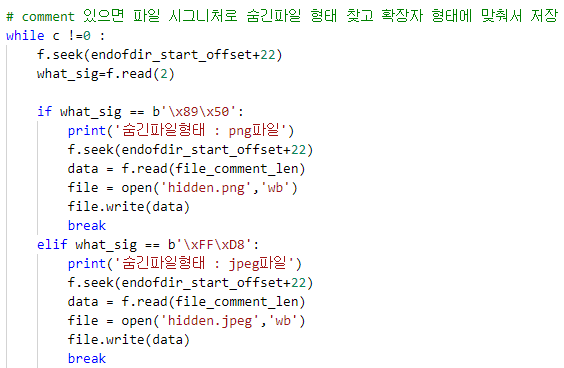 # comment 있으면 파일 시그니처로 숨긴파일 형태 찾고 확장자 형태에 맞춰서 저장
while c !=0 :
    f.seek(endofdir_start_offset+22)
    what_sig=f.read(2)

    if what_sig == b'\x89\x50':
        print('숨긴파일형태 : png파일')
        f.seek(endofdir_start_offset+22)
        data = f.read(file_comment_len)
        file = open('hidden.png','wb')
        file.write(data)
        break
    elif what_sig == b'\xFF\xD8':
        print('숨긴파일형태 : jpeg파일')
        f.seek(endofdir_start_offset+22)
        data = f.read(file_comment_len)
        file = open('hidden.jpeg','wb')
        file.write(data)
        break